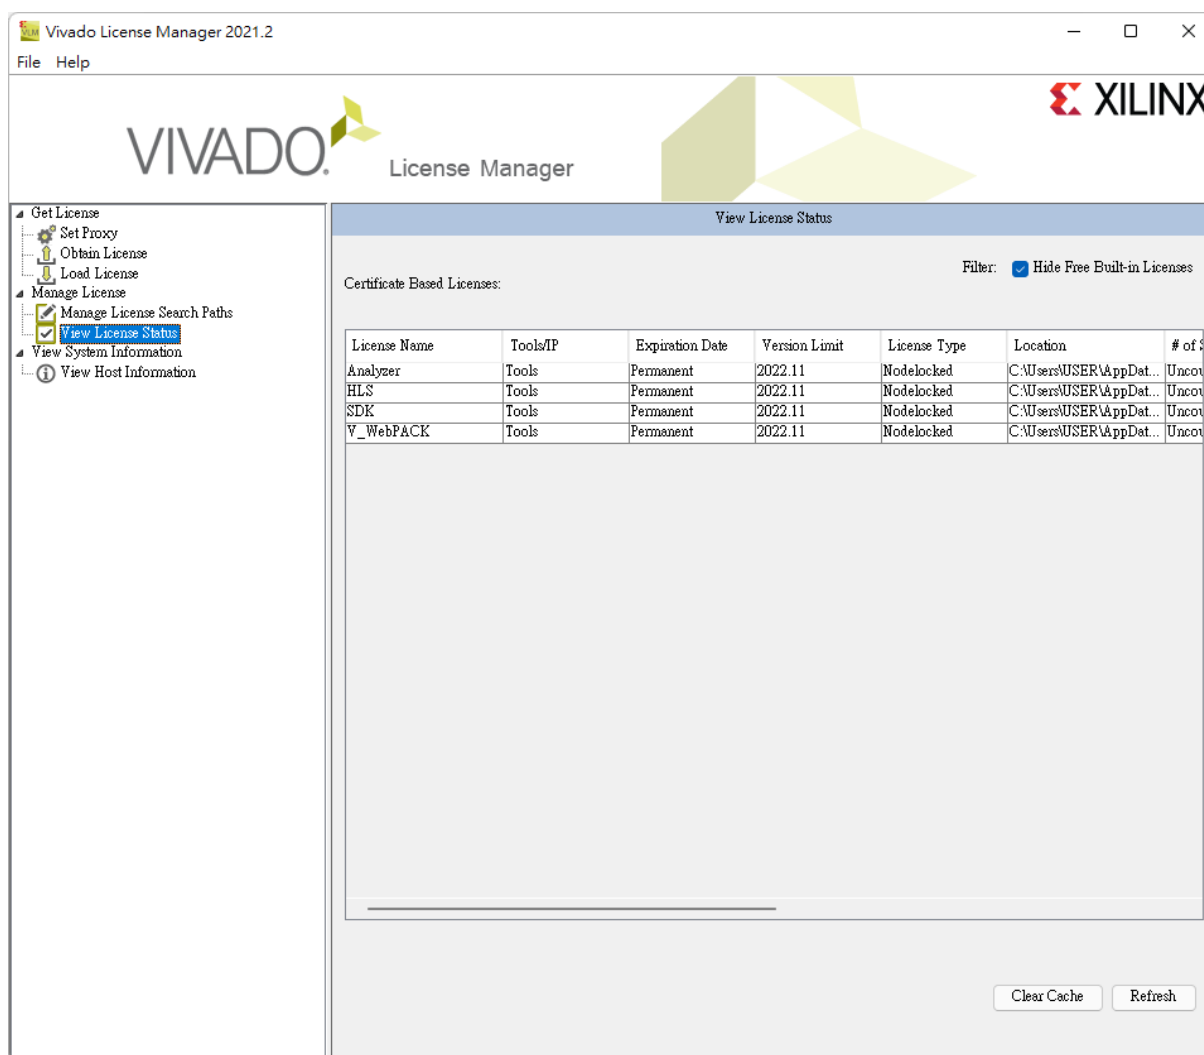 Vivado License Manager 2021.2
File Help
VIVADO. License Manager
XILINX
Get License
Set Proxy
Obtain License
Load License
Manage License
Manage License Search Paths
View License Status
View System Information
View Host Information
View License Status
Filter: Hide Free Built-in Licenses
Certificate Based Licenses:
License Name Tools/IP Expiration Date Version Limit License Type Location # of
Analyzer Tools Permanent 2022.11 Nodelocked C:\Users\USER\AppDat... Uncou
HLS Tools Permanent 2022.11 Nodelocked C:\Users\USER\AppDat... Uncou
SDK Tools Permanent 2022.11 Nodelocked C:\Users\USER\AppDat... Uncou
V_WebPACK Tools Permanent 2022.11 Nodelocked C:\Users\USER\AppDat... Uncou
Clear Cache Refresh